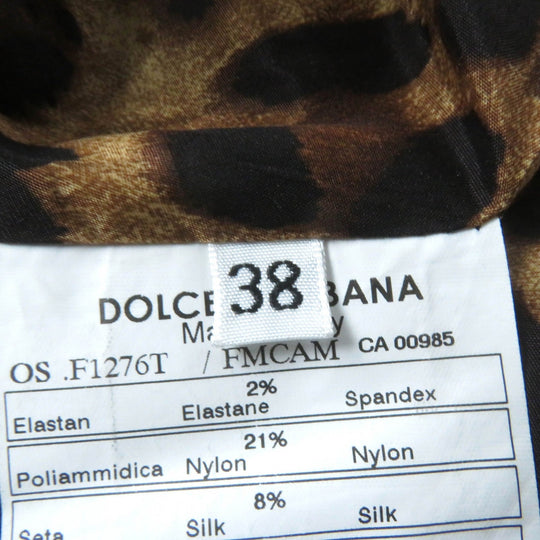 38
DOLCE BANA
OS .F1276T / FMCAM CA 00985
2%
Elastan Elastane Spandex
21%
Poliammidica Nylon Nylon
8%
Seta Silk Silk